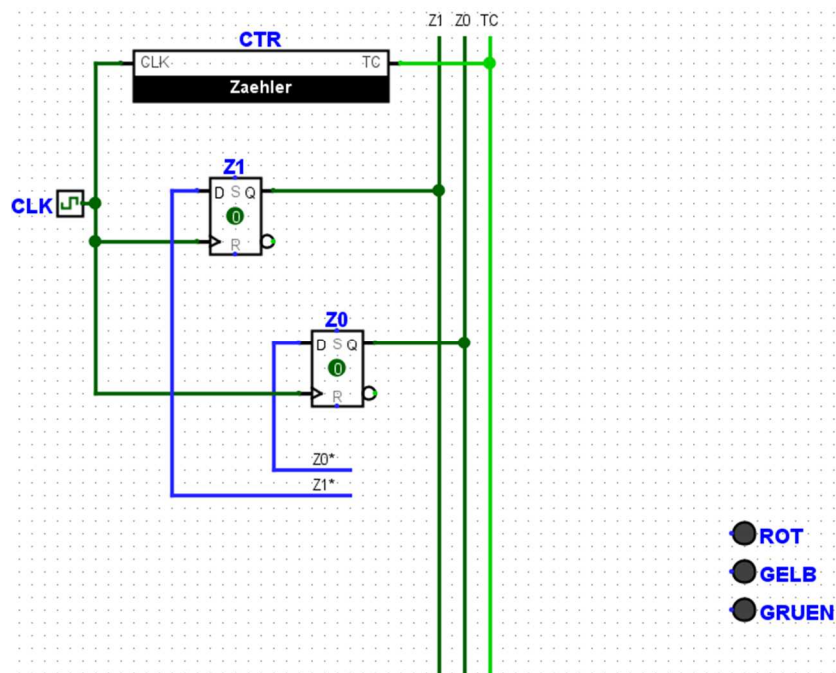 Z1 Z0 TC
CTR
CLK TC
Zaehler
Z1
D S Q
0
R
CLK
Z0
D S Q
0
R
Z0*
Z1*
ROT
GELB
GRUEN